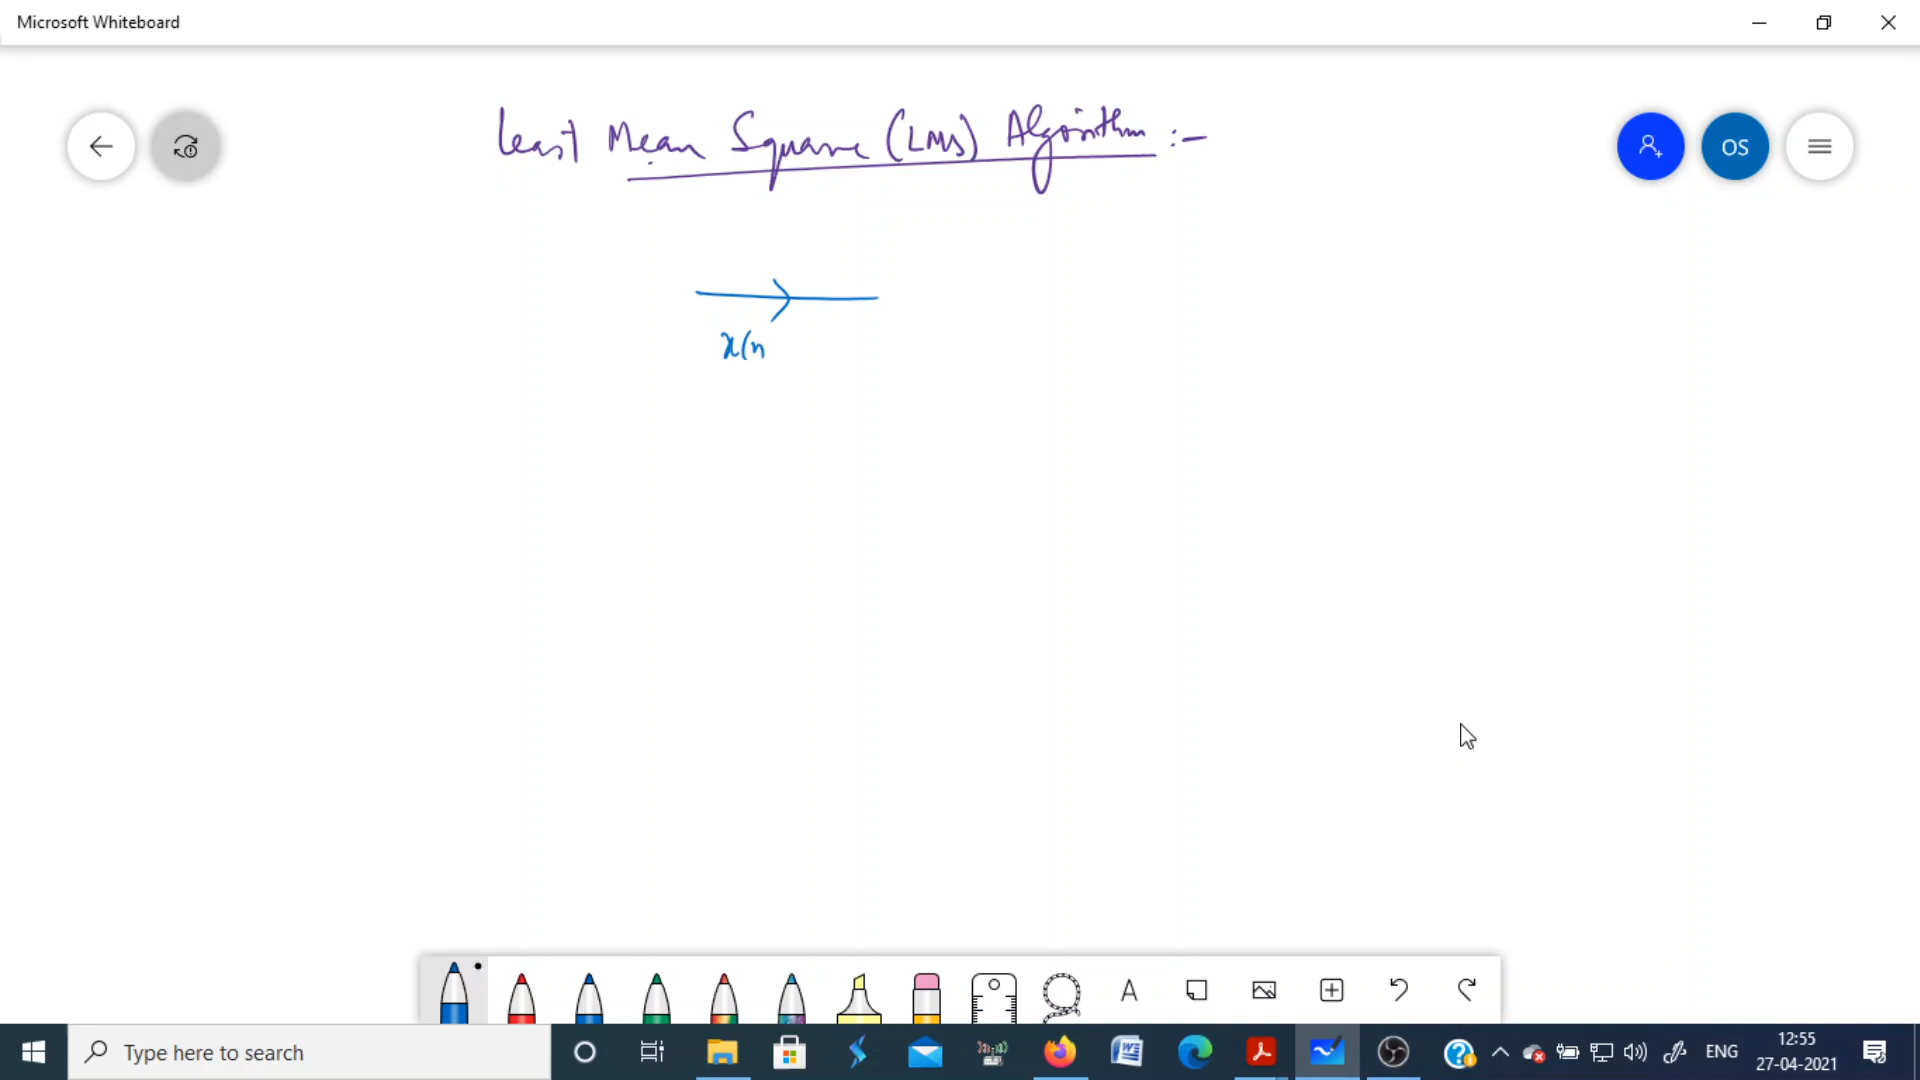 Microsoft Whiteboard
least Mean Square (LMS) Algorithm :-
OS
x(n
A
Type here to search
ENG
12:55
27-04-2021